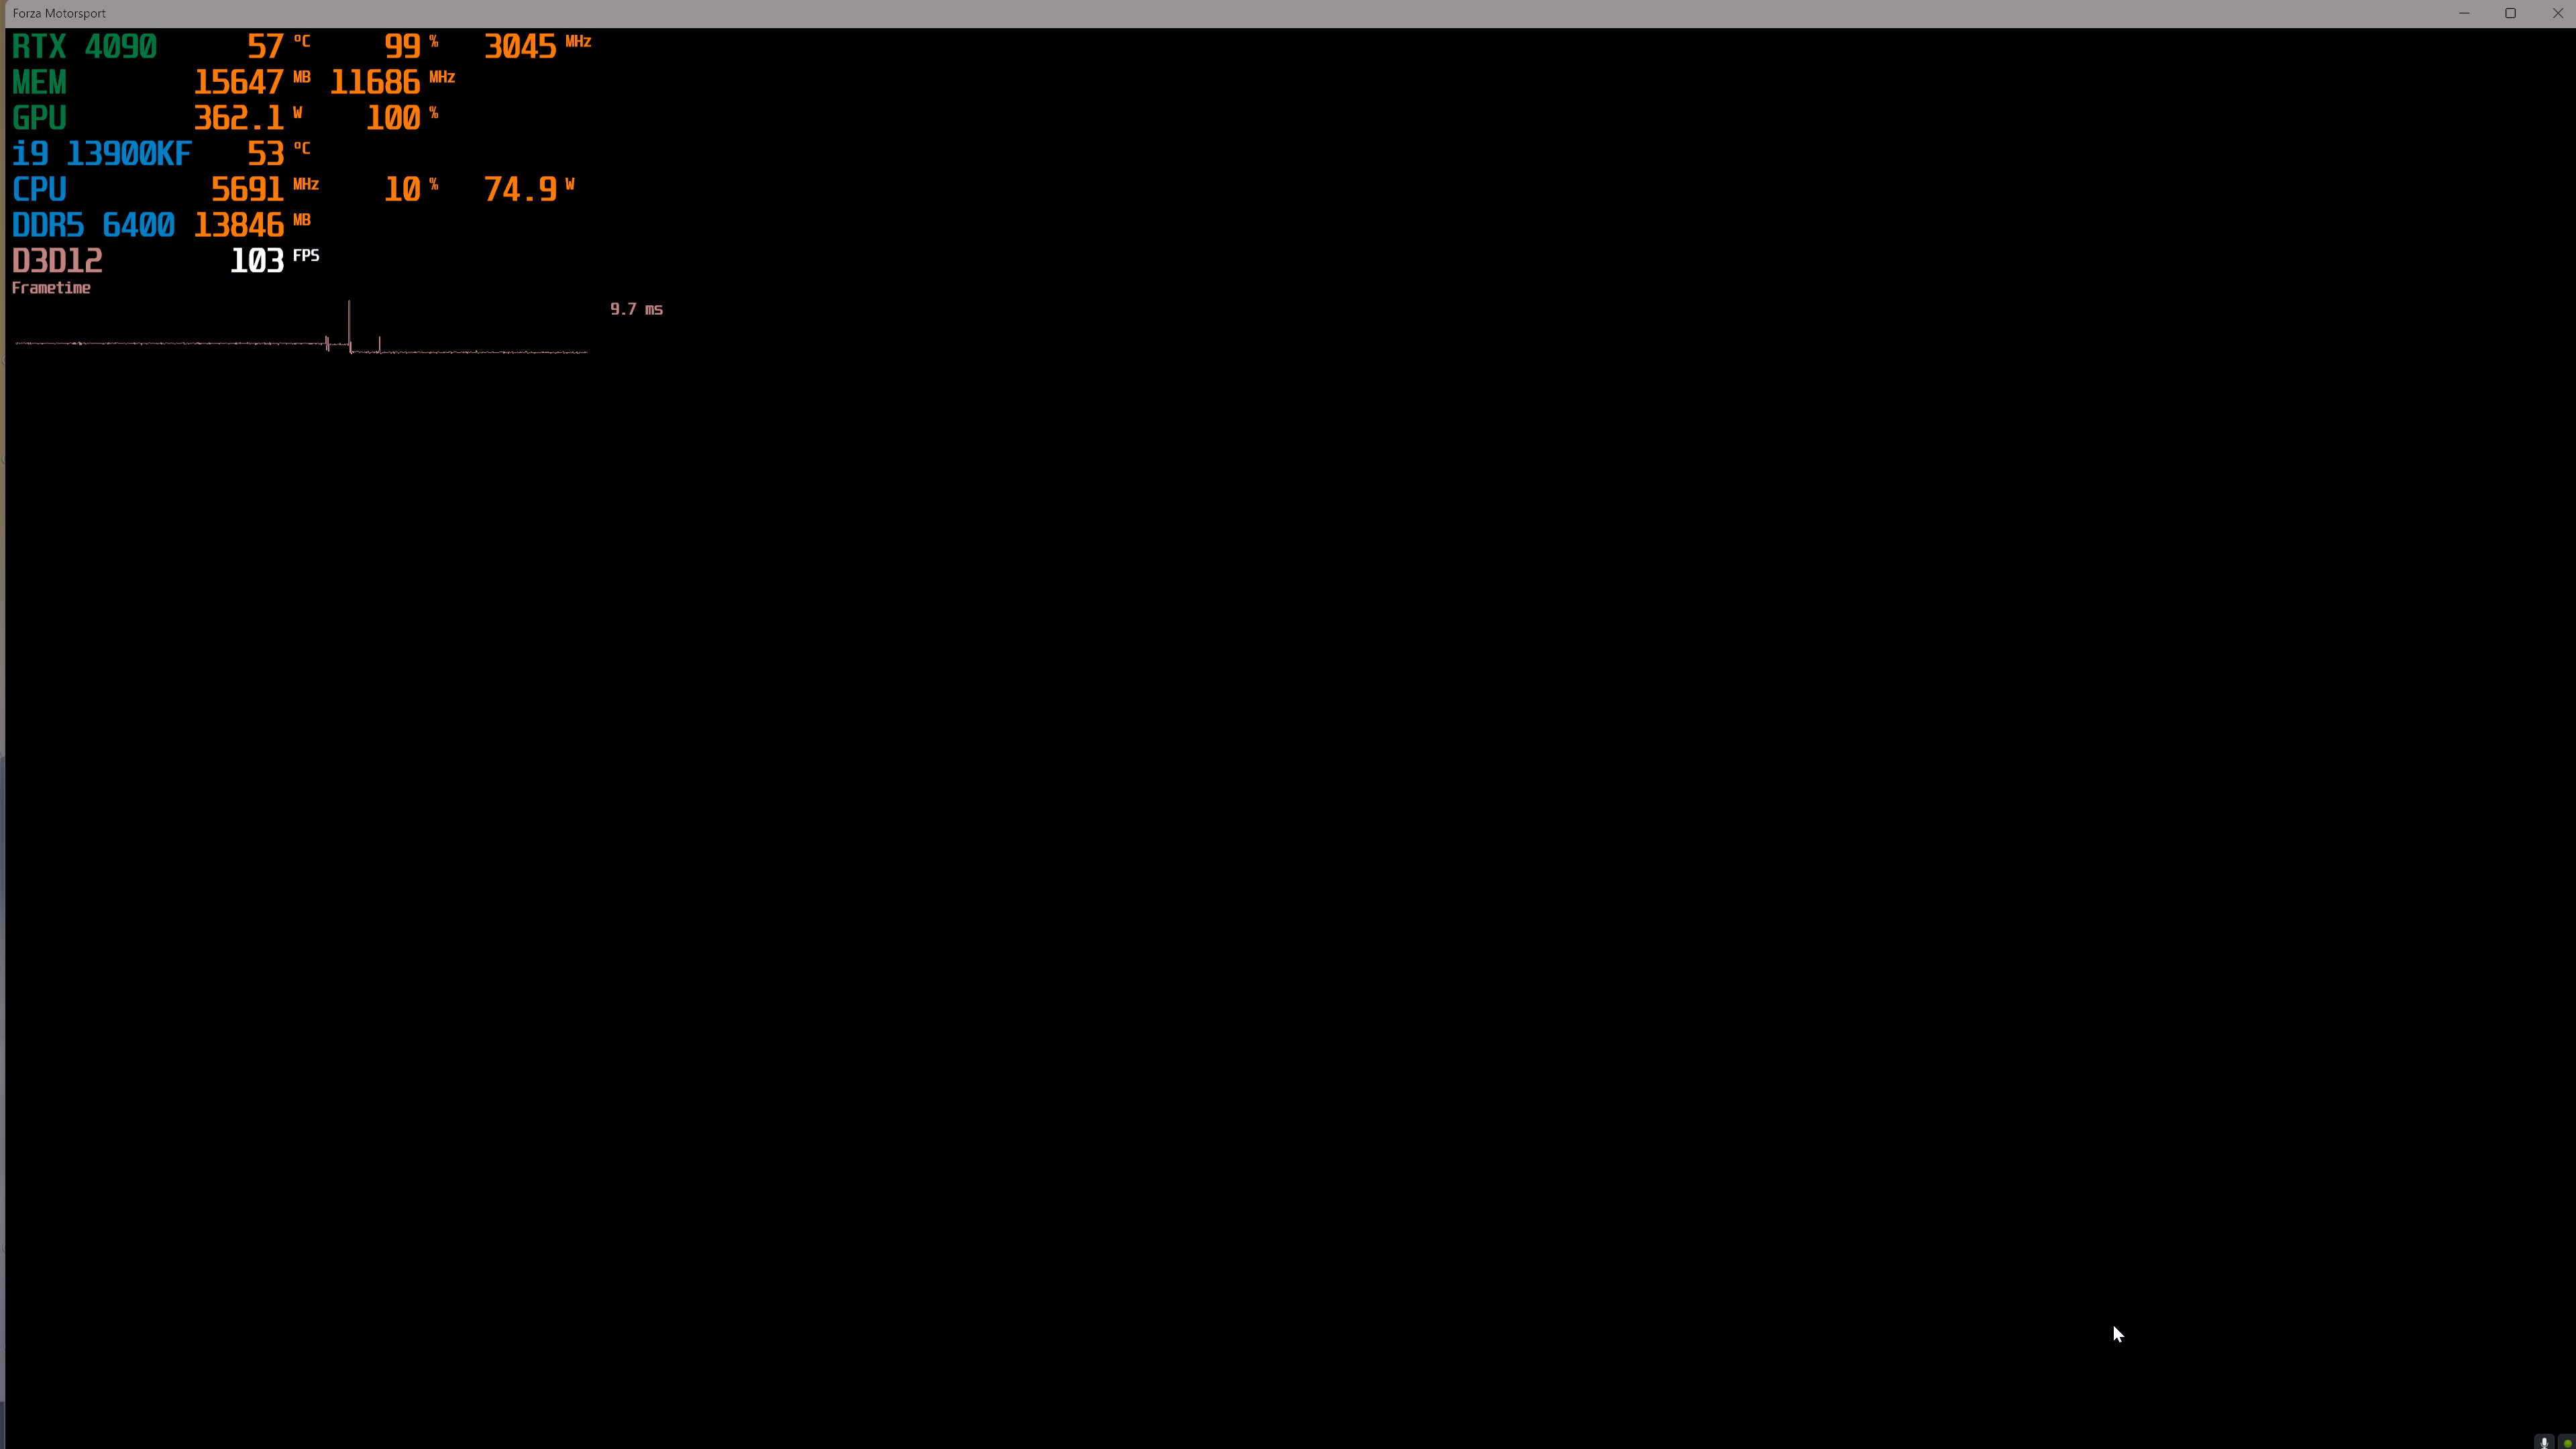 Forza Motorsport
RTX 4090 57 °C 99 % 3045 MHz
MEM 15647 MB 11686 MHz
GPU 362.1 W 100 %
i9 13900KF 53 °C
CPU 5691 MHz 10 % 74.9 W
DDR5 6400 13846 MB
D3D12 103 FPS
Frametime
9.7 ms